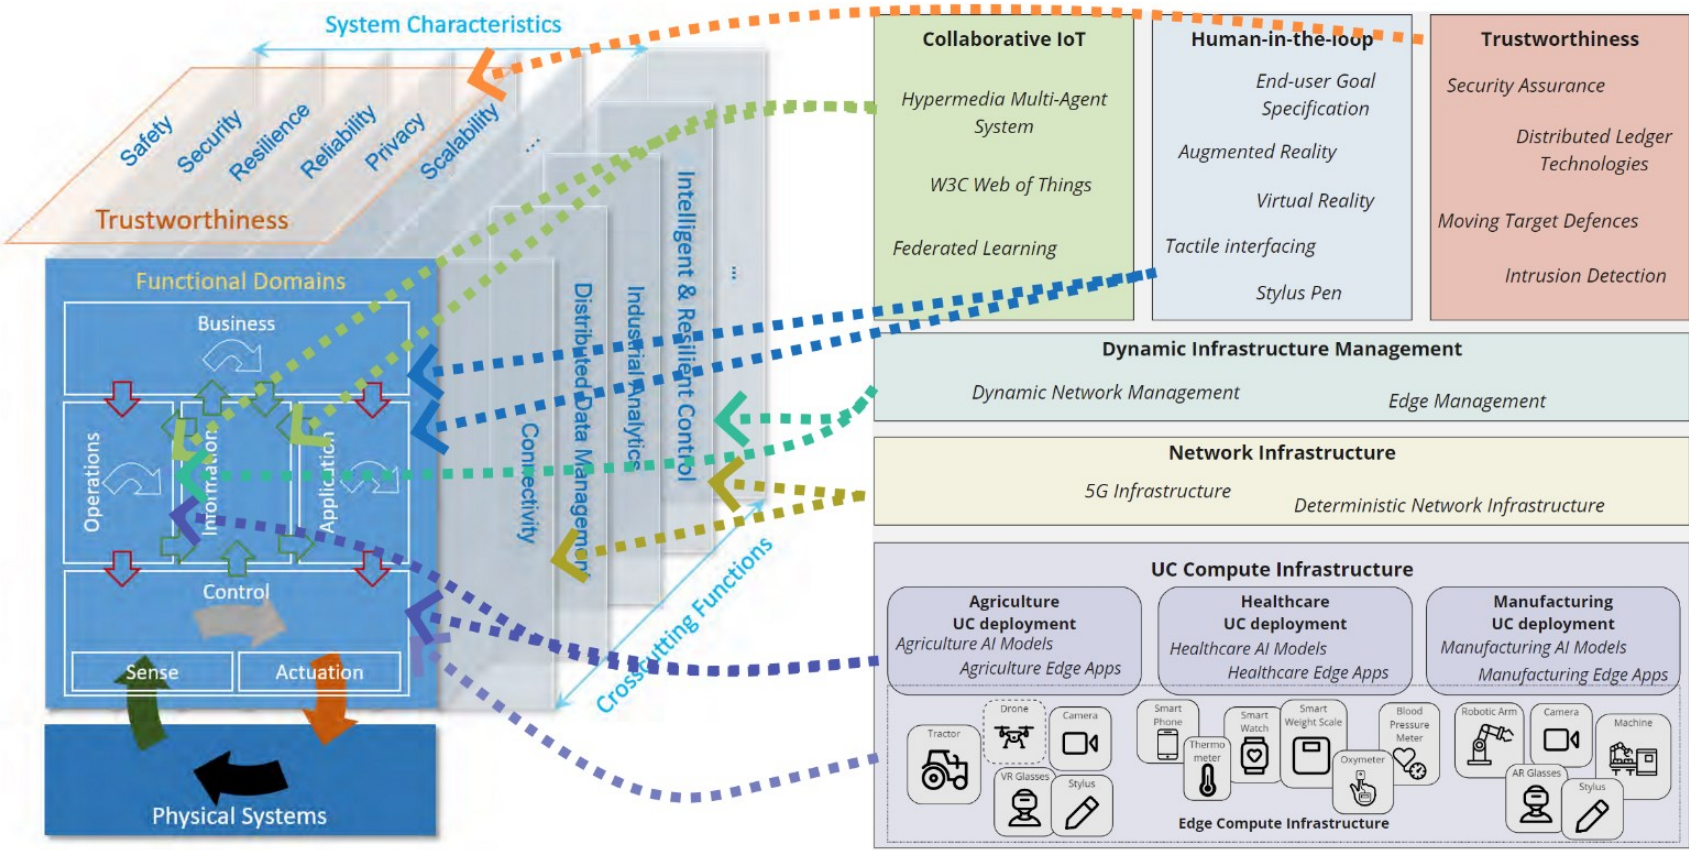 System Characteristics
Safety
Security
Resilience
Reliability
Privacy
Scalability
...
Trustworthiness
Functional Domains
Business
Operations
Information
Application
Control
Sense
Actuation
Physical Systems
Connectivity
Distributed Data Management
Industrial Analytics
Intelligent & Resilient Control
...
Crosscutting Functions
Collaborative IoT
Hypermedia Multi-Agent
System
W3C Web of Things
Federated Learning
Human-in-the-loop
End-user Goal
Specification
Augmented Reality
Virtual Reality
Tactile interfacing
Stylus Pen
Trustworthiness
Security Assurance
Distributed Ledger
Technologies
Moving Target Defences
Intrusion Detection
Dynamic Infrastructure Management
Dynamic Network Management
Edge Management
Network Infrastructure
5G Infrastructure
Deterministic Network Infrastructure
UC Compute Infrastructure
Agriculture
UC deployment
Agriculture AI Models
Agriculture Edge Apps
Healthcare
UC deployment
Healthcare AI Models
Healthcare Edge Apps
Manufacturing
UC deployment
Manufacturing AI Models
Manufacturing Edge Apps
Tractor
Drone
Camera
VR Glasses
Stylus
Smart
Phone
Thermo
meter
Smart
Watch
Smart
Weight Scale
Oxymeter
Blood
Pressure
Meter
Robotic Arm
Camera
Machine
AR Glasses
Stylus
Edge Compute Infrastructure